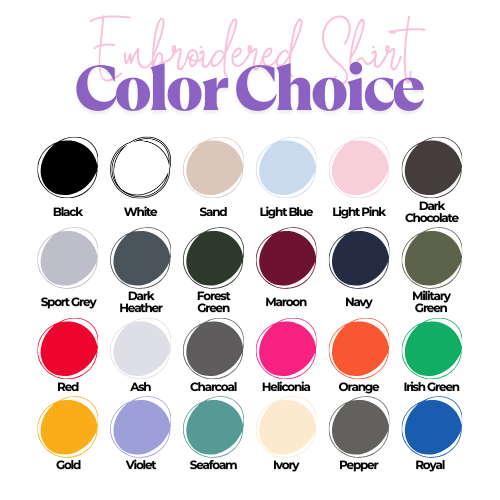 Embroidered Shirt
Color Choice
Black
White
Sand
Light Blue
Light Pink
Dark
Chocolate
Sport Grey
Dark
Heather
Forest
Green
Maroon
Navy
Military
Green
Red
Ash
Charcoal
Heliconia
Orange
Irish Green
Gold
Violet
Seafoam
Ivory
Pepper
Royal